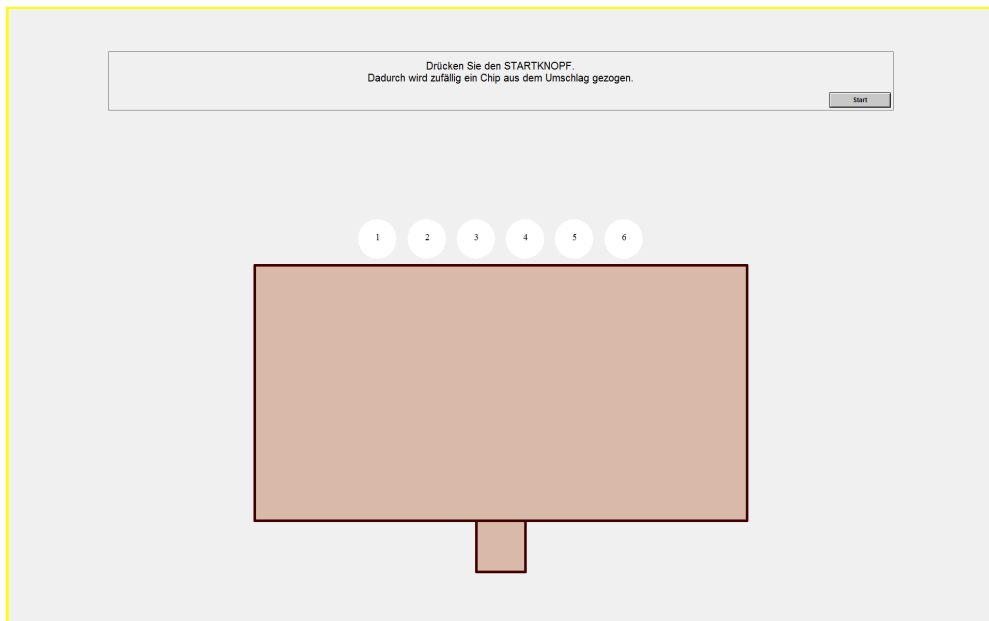 Drücken Sie den STARTKNOPF.
Dadurch wird zufällig ein Chip aus dem Umschlag gezogen.
Start
1 2 3 4 5 6